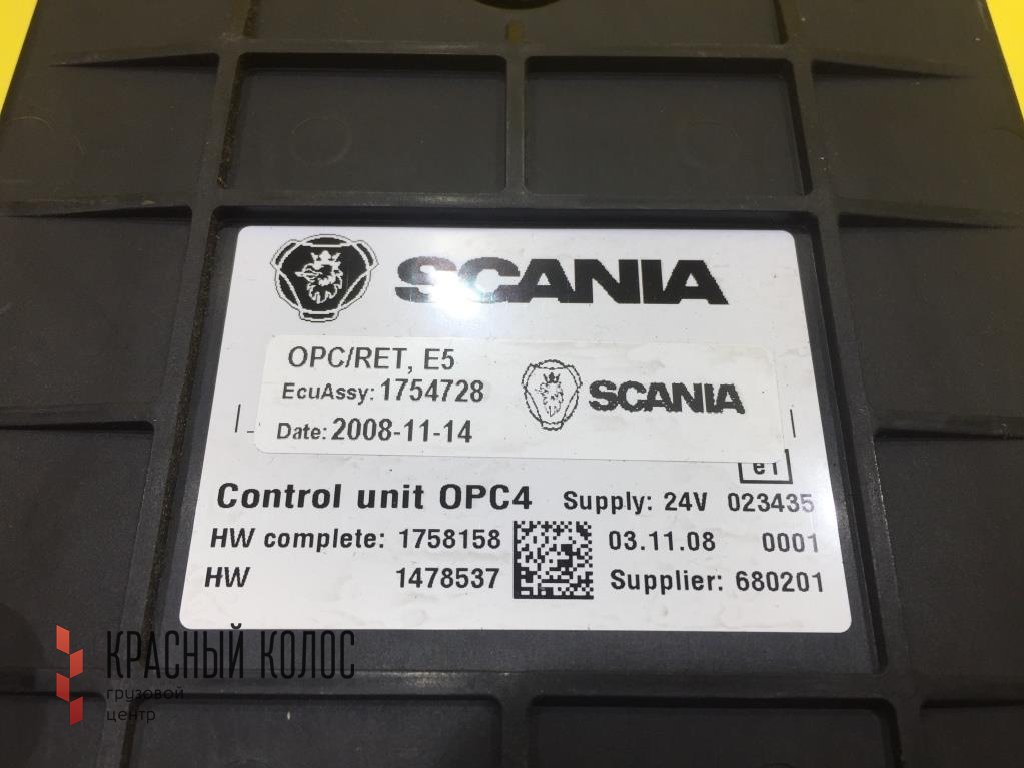 SCANIA
OPC/RET, E5
EcuAssy: 1754728
SCANIA
Date: 2008-11-14
e1
Control unit OPC4 Supply: 24V 023435
HW complete: 1758158 03.11.08 0001
HW 1478537 Supplier: 680201
КРАСНЫЙ КОЛОС
грузовой
центр